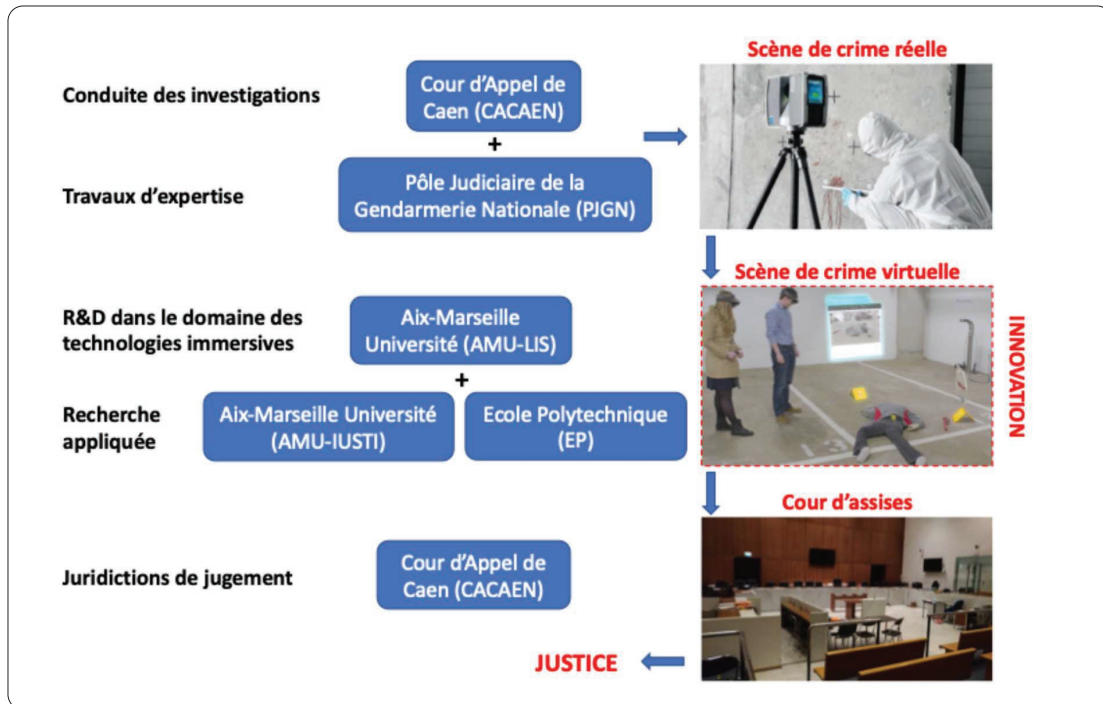 Scène de crime réelle
Conduite des investigations
Cour d'Appel de
Caen (CACAEN)
+
Travaux d'expertise
Pôle Judiciaire de la
Gendarmerie Nationale (PJGN)
Scène de crime virtuelle
R&D dans le domaine des
technologies immersives
Aix-Marseille
Université (AMU-LIS)
+
INNOVATION
Recherche
appliquée
Aix-Marseille Université
(AMU-IUSTI)
Ecole Polytechnique
(EP)
Cour d'assises
Juridictions de jugement
Cour d'Appel de
Caen (CACAEN)
JUSTICE